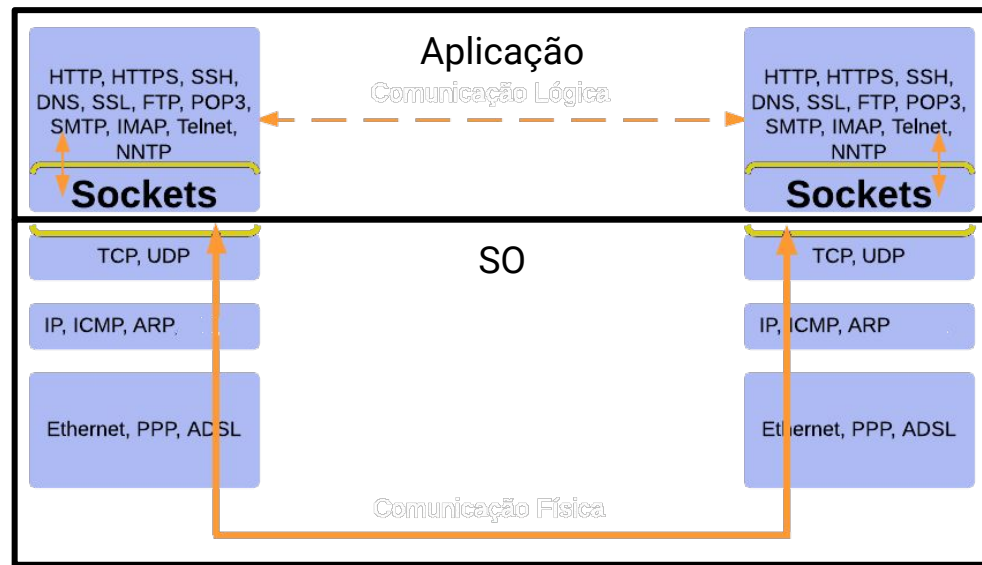 Aplicação
Comunicação Lógica
HTTP, HTTPS, SSH,
DNS, SSL, FTP, POP3,
SMTP, IMAP, Telnet,
NNTP
Sockets
HTTP, HTTPS, SSH,
DNS, SSL, FTP, POP3,
SMTP, IMAP, Telnet,
NNTP
Sockets
SO
TCP, UDP
TCP, UDP
IP, ICMP, ARP
IP, ICMP, ARP
Ethernet, PPP, ADSL
Ethernet, PPP, ADSL
Comunicação Física